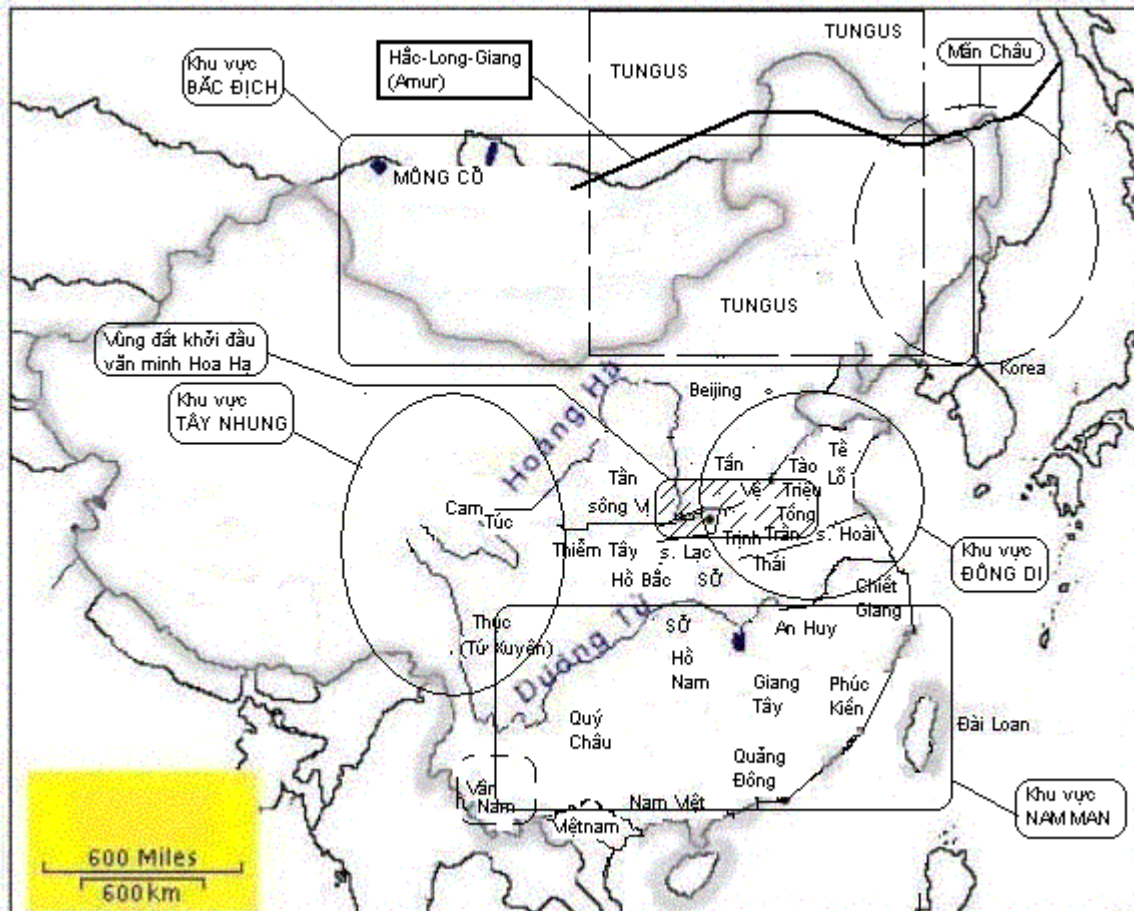 TUNGUS
TUNGUS
Mãn Châu
Hắc-Long-Giang
(Amur)
Khu vực
BẮC ĐỊCH
MÔNG CỔ
TUNGUS
Vùng đất khởi đầu
văn minh Hoa Hạ
Khu vực
TÂY NHUNG
Korea
Beijing
Hoàng Hà
Tề
Lỗ
Tấn
Tào
Tần
Vệ
Triệu
sông Vị
Tống
Cam
Túc
Trịnh
Trần
s. Hoài
Thiểm Tây
s. Lạc
Thái
Khu vực
ĐÔNG DI
Hồ Bắc
SỞ
Chiết
Giang
Thục
(Tứ Xuyên)
Dương Tử
SỞ
An Huy
Hồ
Nam
Giang
Tây
Phúc
Kiến
Quý
Châu
Đài Loan
Quảng
Đông
Vân
Nam
Nam Việt
Việtnam
Khu vực
NAM MAN
600 Miles
600 km